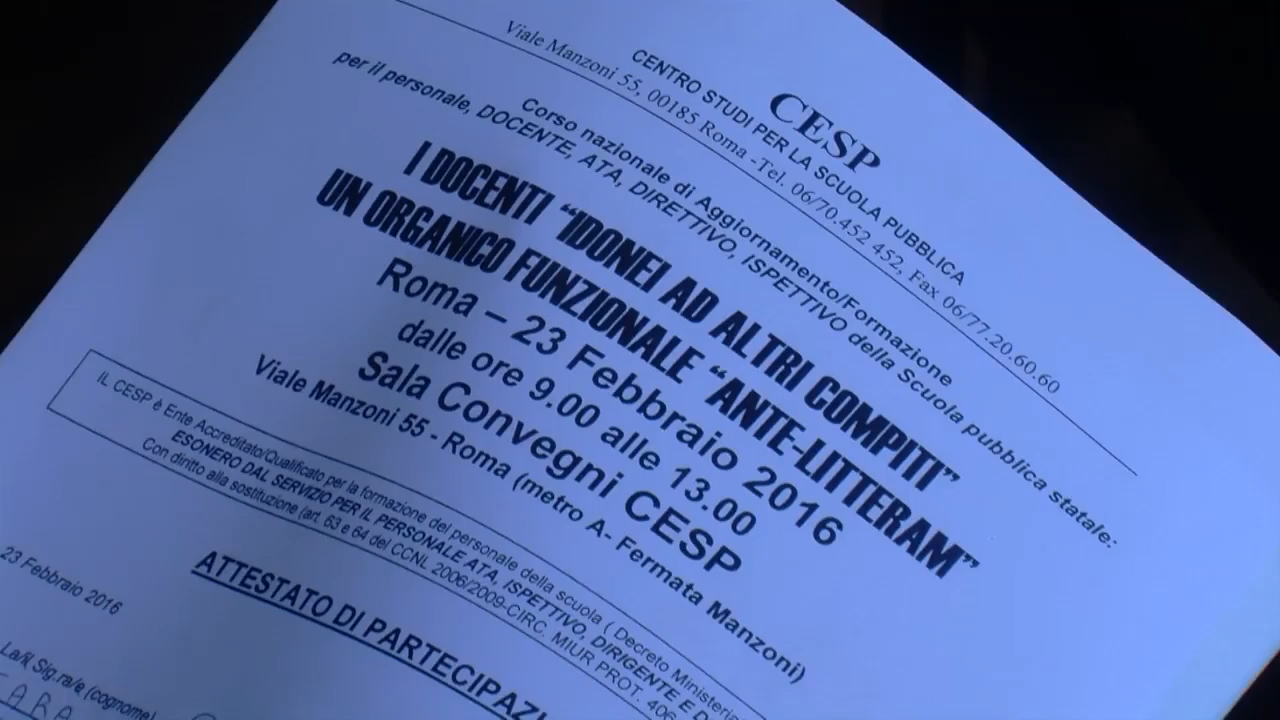 CESP
CENTRO STUDI PER LA SCUOLA PUBBLICA
Viale Manzoni 55, 00185 Roma -Tel. 06/70.452 452, Fax 06/77.20.60.60
Corso nazionale di Aggiornamento/Formazione
per il personale, DOCENTE, ATA, DIRETTIVO, ISPETTIVO della Scuola pubblica statale:
I DOCENTI “IDONEI AD ALTRI COMPITI”
UN ORGANICO FUNZIONALE “ANTE-LITTERAM”
Roma – 23 Febbraio 2016
dalle ore 9.00 alle 13.00
Sala Convegni CESP
Viale Manzoni 55 - Roma (metro A- Fermata Manzoni)
IL CESP è Ente Accreditato/Qualificato per la formazione del personale della scuola ( Decreto Ministeria
ESONERO DAL SERVIZIO PER IL PERSONALE ATA, ISPETTIVO, DIRIGENTE E D
Con diritto alla sostituzione (art. 63 e 64 del CCNL 2006/2009-CIRC. MIUR PROT. 406
ATTESTATO DI PARTECIPAZI
23 Febbraio 2016
La/il Sig.ra/e (cognome)